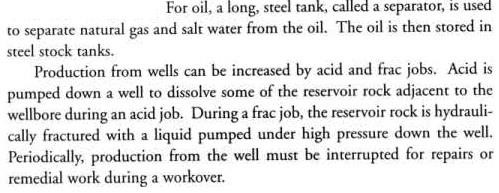 For oil, a long, steel tank, called a separator, is used
to separate natural gas and salt water from the oil. The oil is then stored in
steel stock tanks.
Production from wells can be increased by acid and frac jobs. Acid is
pumped down a well to dissolve some of the reservoir rock adjacent to the
wellbore during an acid job. During a frac job, the reservoir rock is hydrauli-
cally fractured with a liquid pumped under high pressure down the well.
Periodically, production from the well must be interrupted for repairs or
remedial work during a workover.